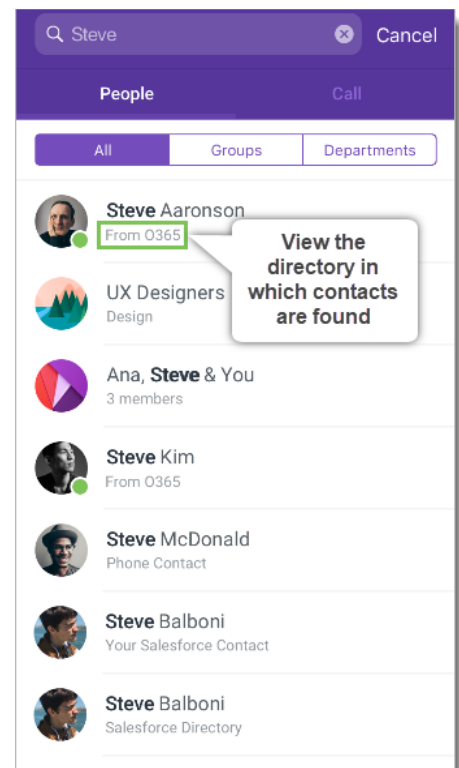 Steve
Cancel
People
Call
All
Groups
Departments
Steve Aaronson
From O365
View the
directory in
which contacts
are found
UX Designers
Design
Ana, Steve & You
3 members
Steve Kim
From O365
Steve McDonald
Phone Contact
Steve Balboni
Your Salesforce Contact
Steve Balboni
Salesforce Directory